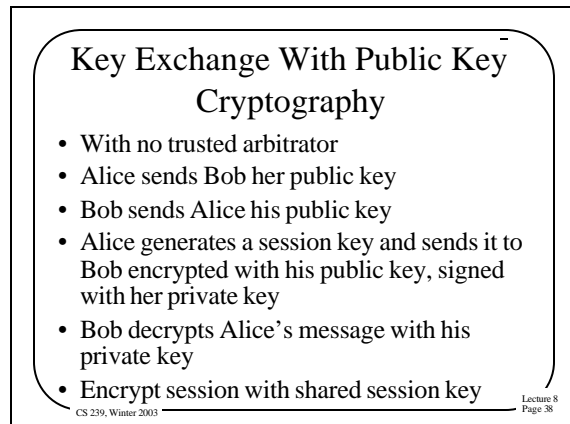 Key Exchange With Public Key
Cryptography
• With no trusted arbitrator
• Alice sends Bob her public key
• Bob sends Alice his public key
• Alice generates a session key and sends it to
Bob encrypted with his public key, signed
with her private key
• Bob decrypts Alice’s message with his
private key
• Encrypt session with shared session key
CS 239, Winter 2003
Lecture 8
Page 38